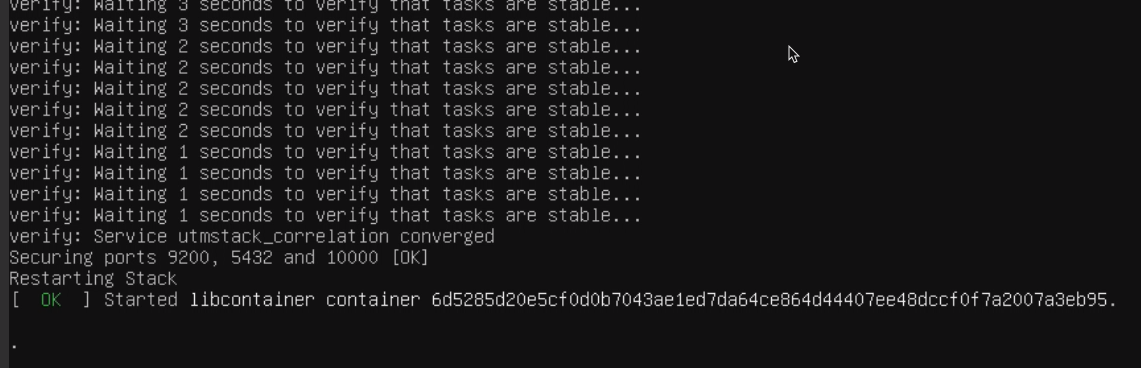 verify: Waiting 3 seconds to verify that tasks are stable...
verify: Waiting 3 seconds to verify that tasks are stable...
verify: Waiting 2 seconds to verify that tasks are stable...
verify: Waiting 2 seconds to verify that tasks are stable...
verify: Waiting 2 seconds to verify that tasks are stable...
verify: Waiting 2 seconds to verify that tasks are stable...
verify: Waiting 2 seconds to verify that tasks are stable...
verify: Waiting 1 seconds to verify that tasks are stable...
verify: Waiting 1 seconds to verify that tasks are stable...
verify: Waiting 1 seconds to verify that tasks are stable...
verify: Waiting 1 seconds to verify that tasks are stable...
verify: Service utmstack_correlation converged
Securing ports 9200, 5432 and 10000 [OK]
Restarting Stack
[  OK  ] Started libcontainer container 6d5285d20e5cf0d0b7043ae1ed7da64ce864d44407ee48dccf0f7a2007a3eb95.
.